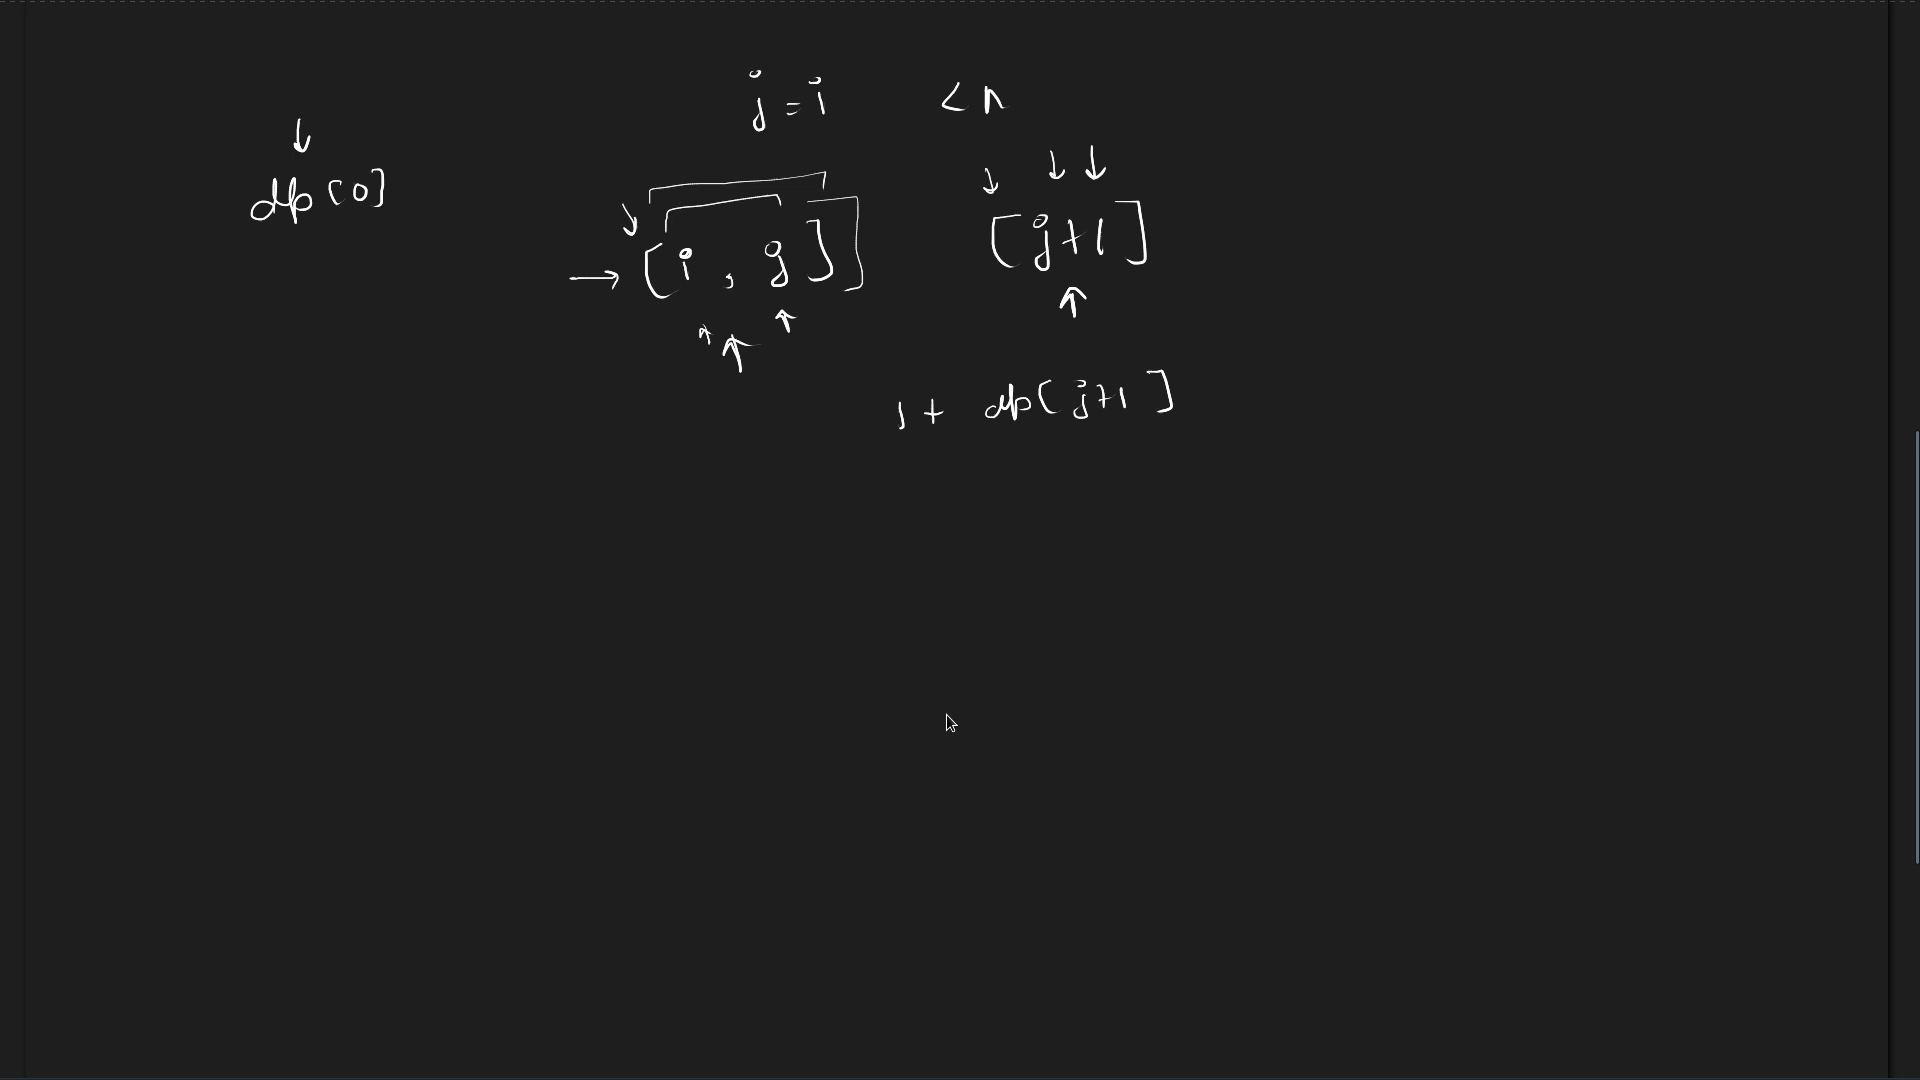 j = i < n
dp[0]
[i, j] [j+1]
1 + dp[j+1]